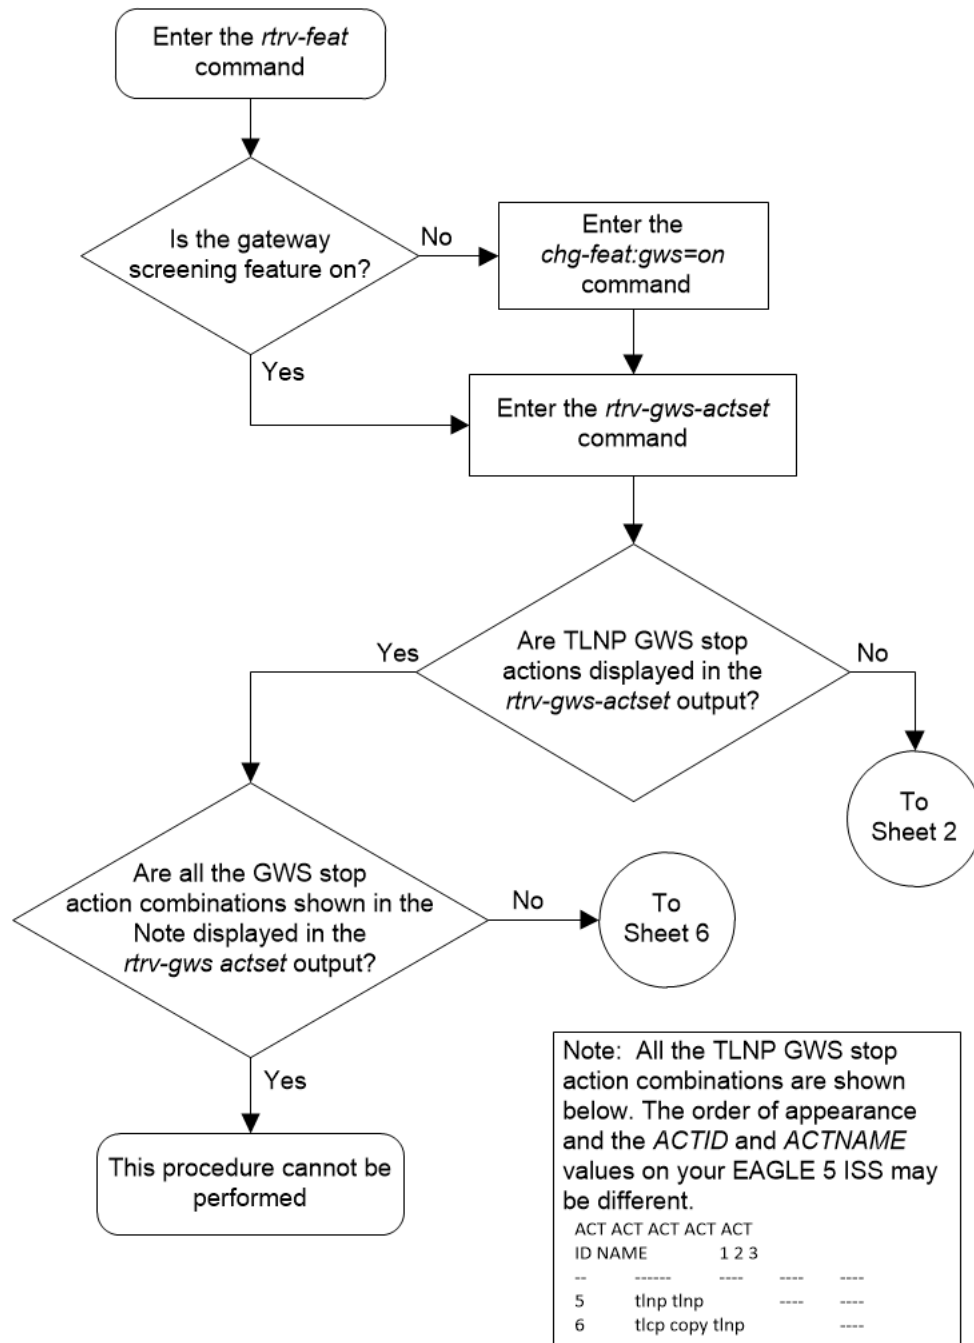 Enter the rtrv-feat
command
Is the gateway
screening feature on?
No
Enter the
chg-feat:gws=on
command
Yes
Enter the rtrv-gws-actset
command
Are TLNP GWS stop
actions displayed in the
rtrv-gws-actset output?
Yes
No
To
Sheet 2
Are all the GWS stop
action combinations shown in the
Note displayed in the
rtrv-gws actset output?
No
To
Sheet 6
Yes
This procedure cannot be
performed
Note: All the TLNP GWS stop
action combinations are shown
below. The order of appearance
and the ACTID and ACTNAME
values on your EAGLE 5 ISS may
be different.
ACT ACT ACT ACT ACT
ID NAME 1 2 3
-- ------ ---- ---- ----
5 tlnp tlnp ---- ----
6 tlcp copy tlnp ----